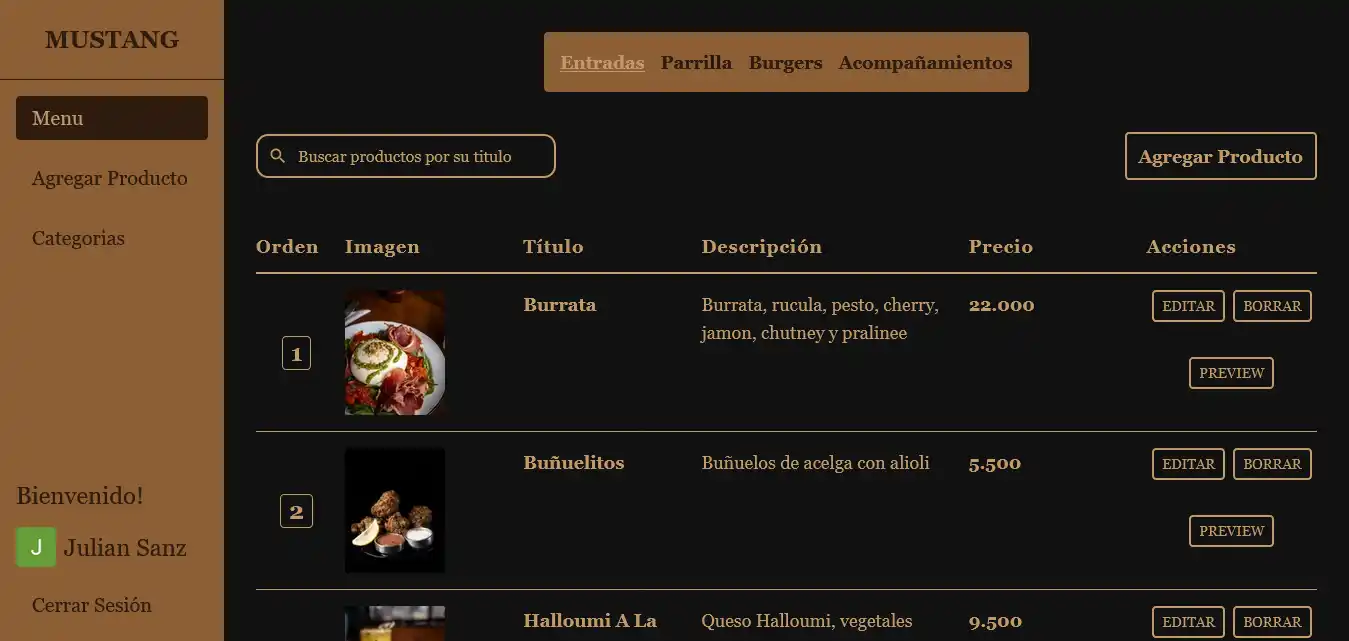 MUSTANG
Menu
Agregar Producto
Categorias
Bienvenido!
J Julian Sanz
Cerrar Sesión
Entradas Parrilla Burgers Acompañamientos
Buscar productos por su titulo
Agregar Producto
Orden Imagen Título Descripción Precio Acciones
1 Burrata Burrata, rucula, pesto, cherry, 22.000 EDITAR BORRAR
jamon, chutney y pralinee
PREVIEW
2 Buñuelitos Buñuelos de acelga con alioli 5.500 EDITAR BORRAR
PREVIEW
Halloumi A La Queso Halloumi, vegetales 9.500 EDITAR BORRAR